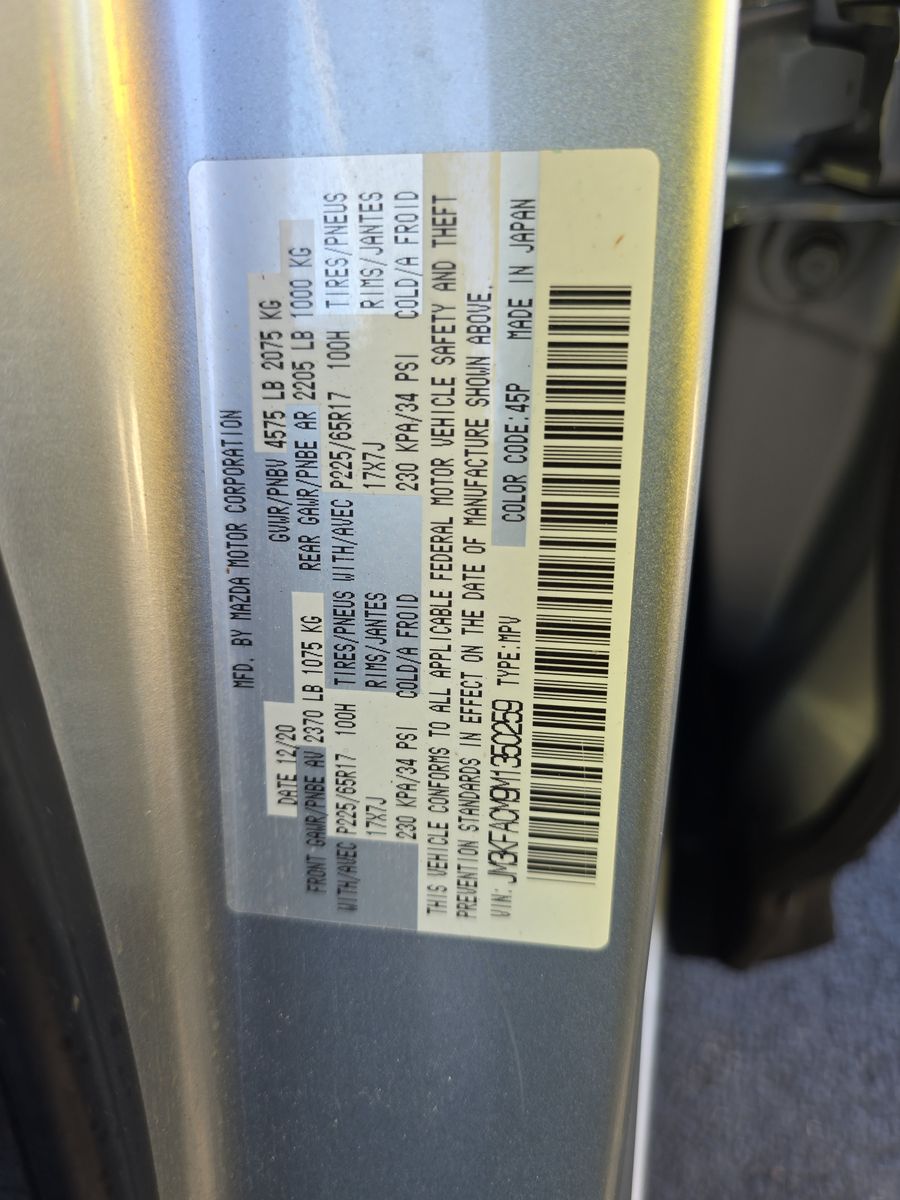 MFD. BY MAZDA MOTOR CORPORATION
DATE 12/20 GVWR/PNBV 4575 LB 2075 KG
FRONT GAWR/PNBE AV 2370 LB 1075 KG REAR GAWR/PNBE AR 2205 LB 1000 KG
WITH/AVEC P225/65R17 100H TIRES/PNEUS WITH/AVEC P225/65R17 100H TIRES/PNEUS
17X7J RIMS/JANTES 17X7J RIMS/JANTES
230 KPA/34 PSI COLD/A FROID 230 KPA/34 PSI COLD/A FROID
THIS VEHICLE CONFORMS TO ALL APPLICABLE FEDERAL MOTOR VEHICLE SAFETY AND THEFT
PREVENTION STANDARDS IN EFFECT ON THE DATE OF MANUFACTURE SHOWN ABOVE.
VIN: JM3KFACM9M1350259 TYPE:MPV COLOR CODE:45P MADE IN JAPAN